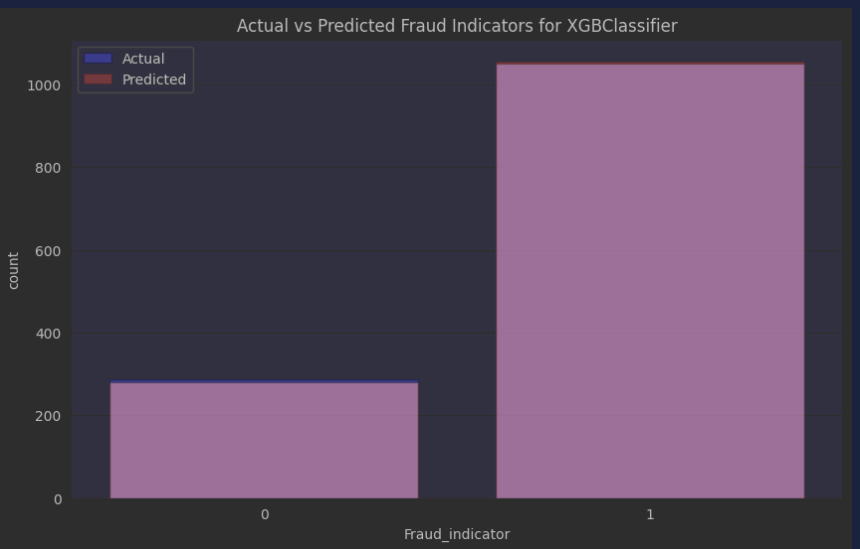 Actual vs Predicted Fraud Indicators for XGBClassifier
Actual
Predicted
1000
800
600
400
200
0
count
0
1
Fraud_indicator